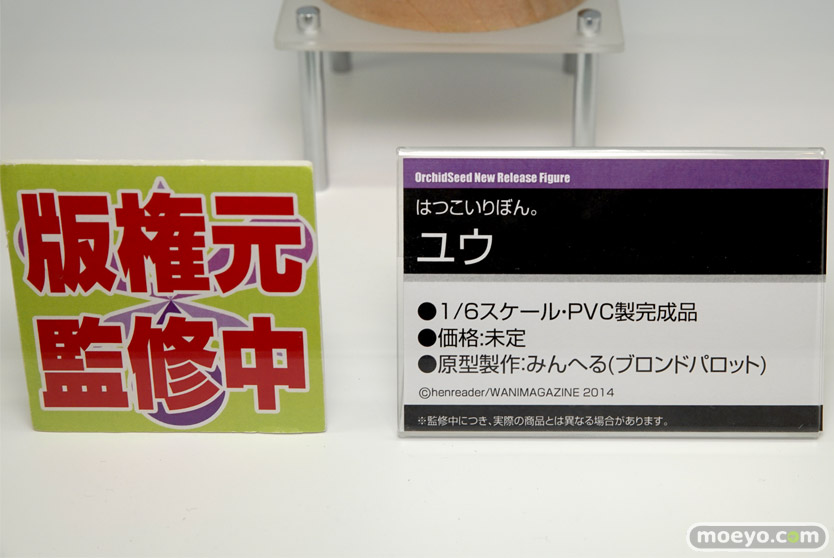 版権元
監修中
OrchidSeed New Release Figure
はつこいりぼん。
ユウ
●1/6スケール・PVC製完成品
●価格:未定
●原型製作:みんへる(ブロンドパロット)
©henreader/WANIMAGAZINE 2014
※監修中につき、実際の商品とは異なる場合があります。
moeyo.com